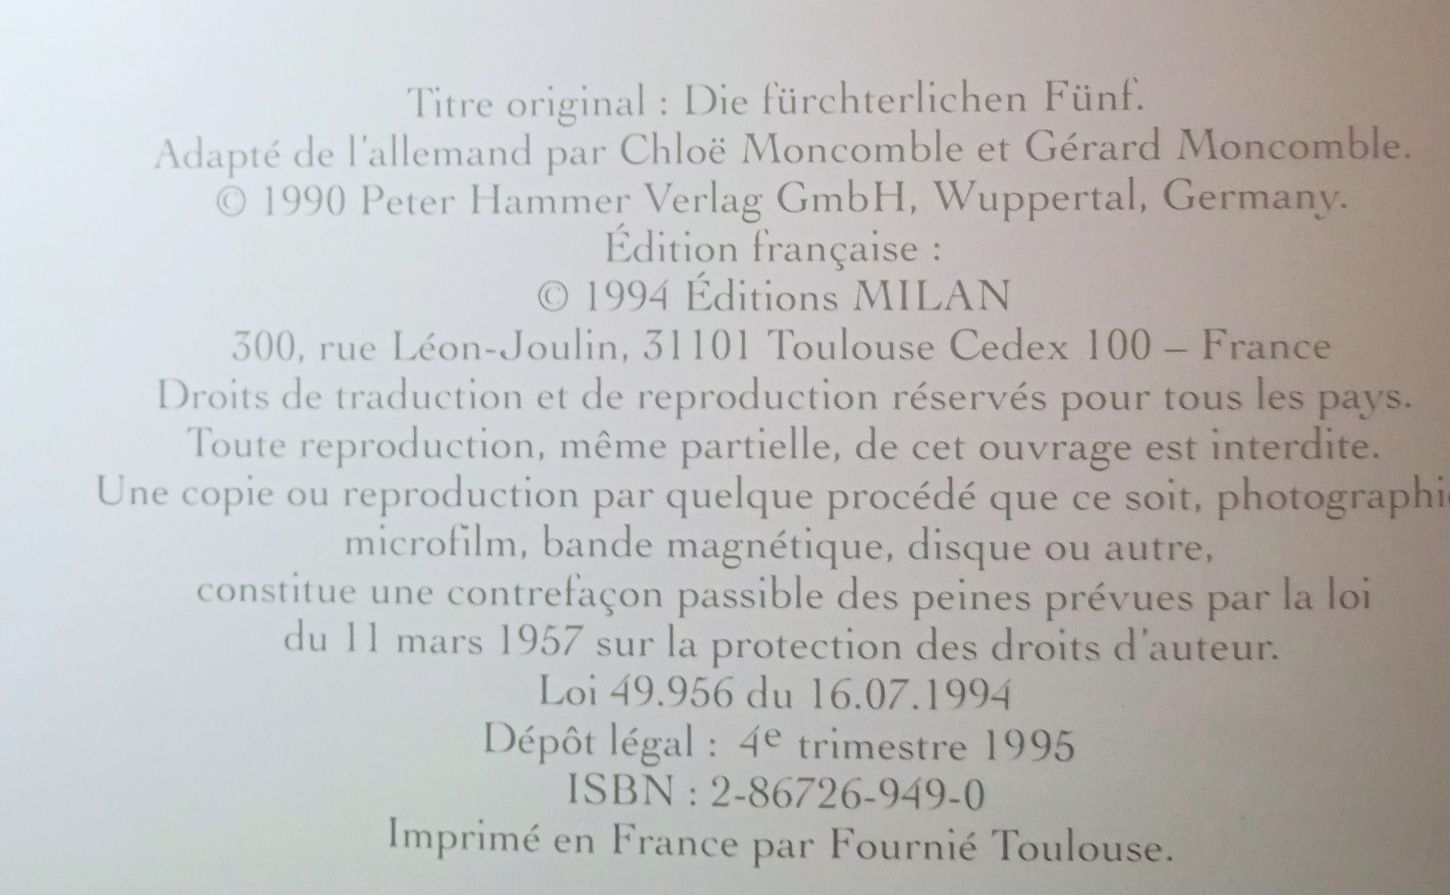 Titre original : Die fürchterlichen Fünf.
Adapté de l'allemand par Chloë Moncomble et Gérard Moncomble.
© 1990 Peter Hammer Verlag GmbH, Wuppertal, Germany.
Édition française :
© 1994 Éditions MILAN
300, rue Léon-Joulin, 31101 Toulouse Cedex 100 – France
Droits de traduction et de reproduction réservés pour tous les pays.
Toute reproduction, même partielle, de cet ouvrage est interdite.
Une copie ou reproduction par quelque procédé que ce soit, photographi
microfilm, bande magnétique, disque ou autre,
constitue une contrefaçon passible des peines prévues par la loi
du 11 mars 1957 sur la protection des droits d'auteur.
Loi 49.956 du 16.07.1994
Dépôt légal : 4e trimestre 1995
ISBN : 2-86726-949-0
Imprimé en France par Fournié Toulouse.